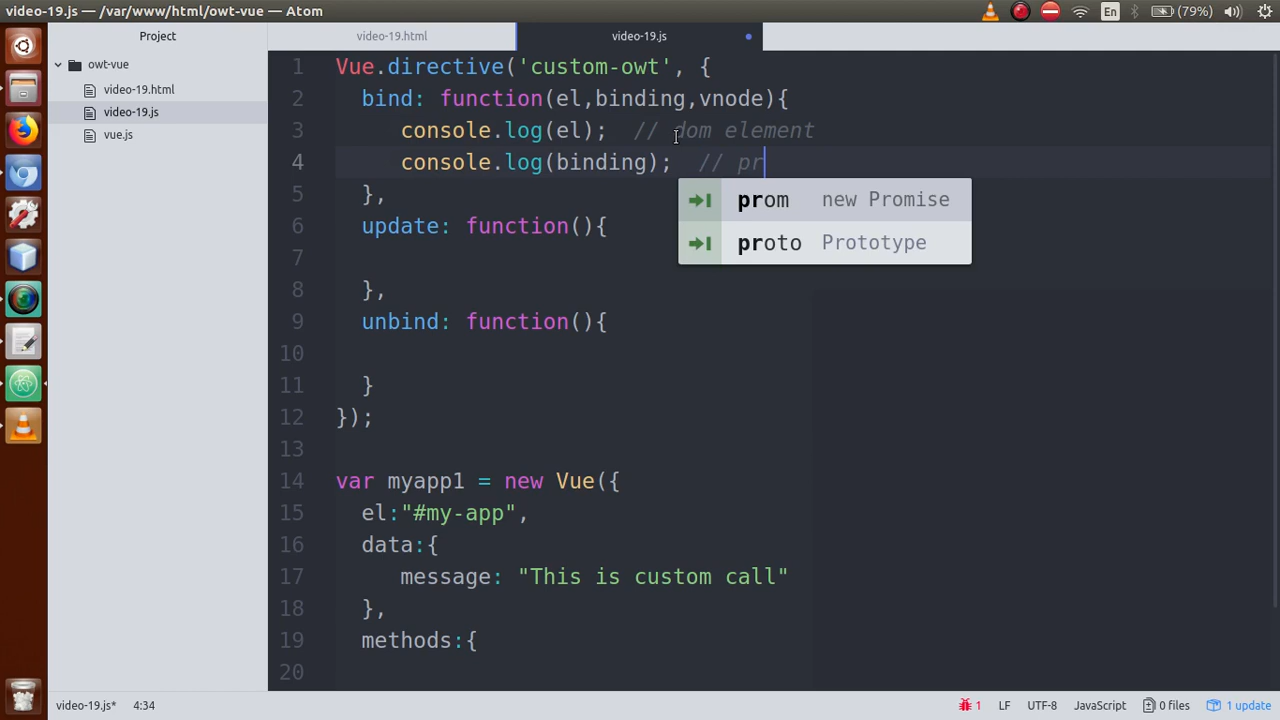 video-19.js — /var/www/html/owt-vue — Atom
En
(79%)
Project
owt-vue
video-19.html
video-19.js
vue.js
video-19.html
video-19.js
1 Vue.directive('custom-owt', {
2 bind: function(el,binding,vnode){
3 console.log(el); // dom element
4 console.log(binding); // pr
prom new Promise
proto Prototype
5 },
6 update: function(){
7
8 },
9 unbind: function(){
10
11 }
12 });
13
14 var myapp1 = new Vue({
15 el:"#my-app",
16 data:{
17 message: "This is custom call"
18 },
19 methods:{
20
video-19.js* 4:34
1 LF UTF-8 JavaScript 0 files 1 update